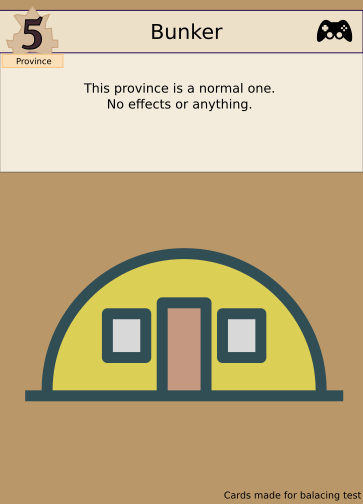 5
Bunker
Province
This province is a normal one.
No effects or anything.
Cards made for balacing test